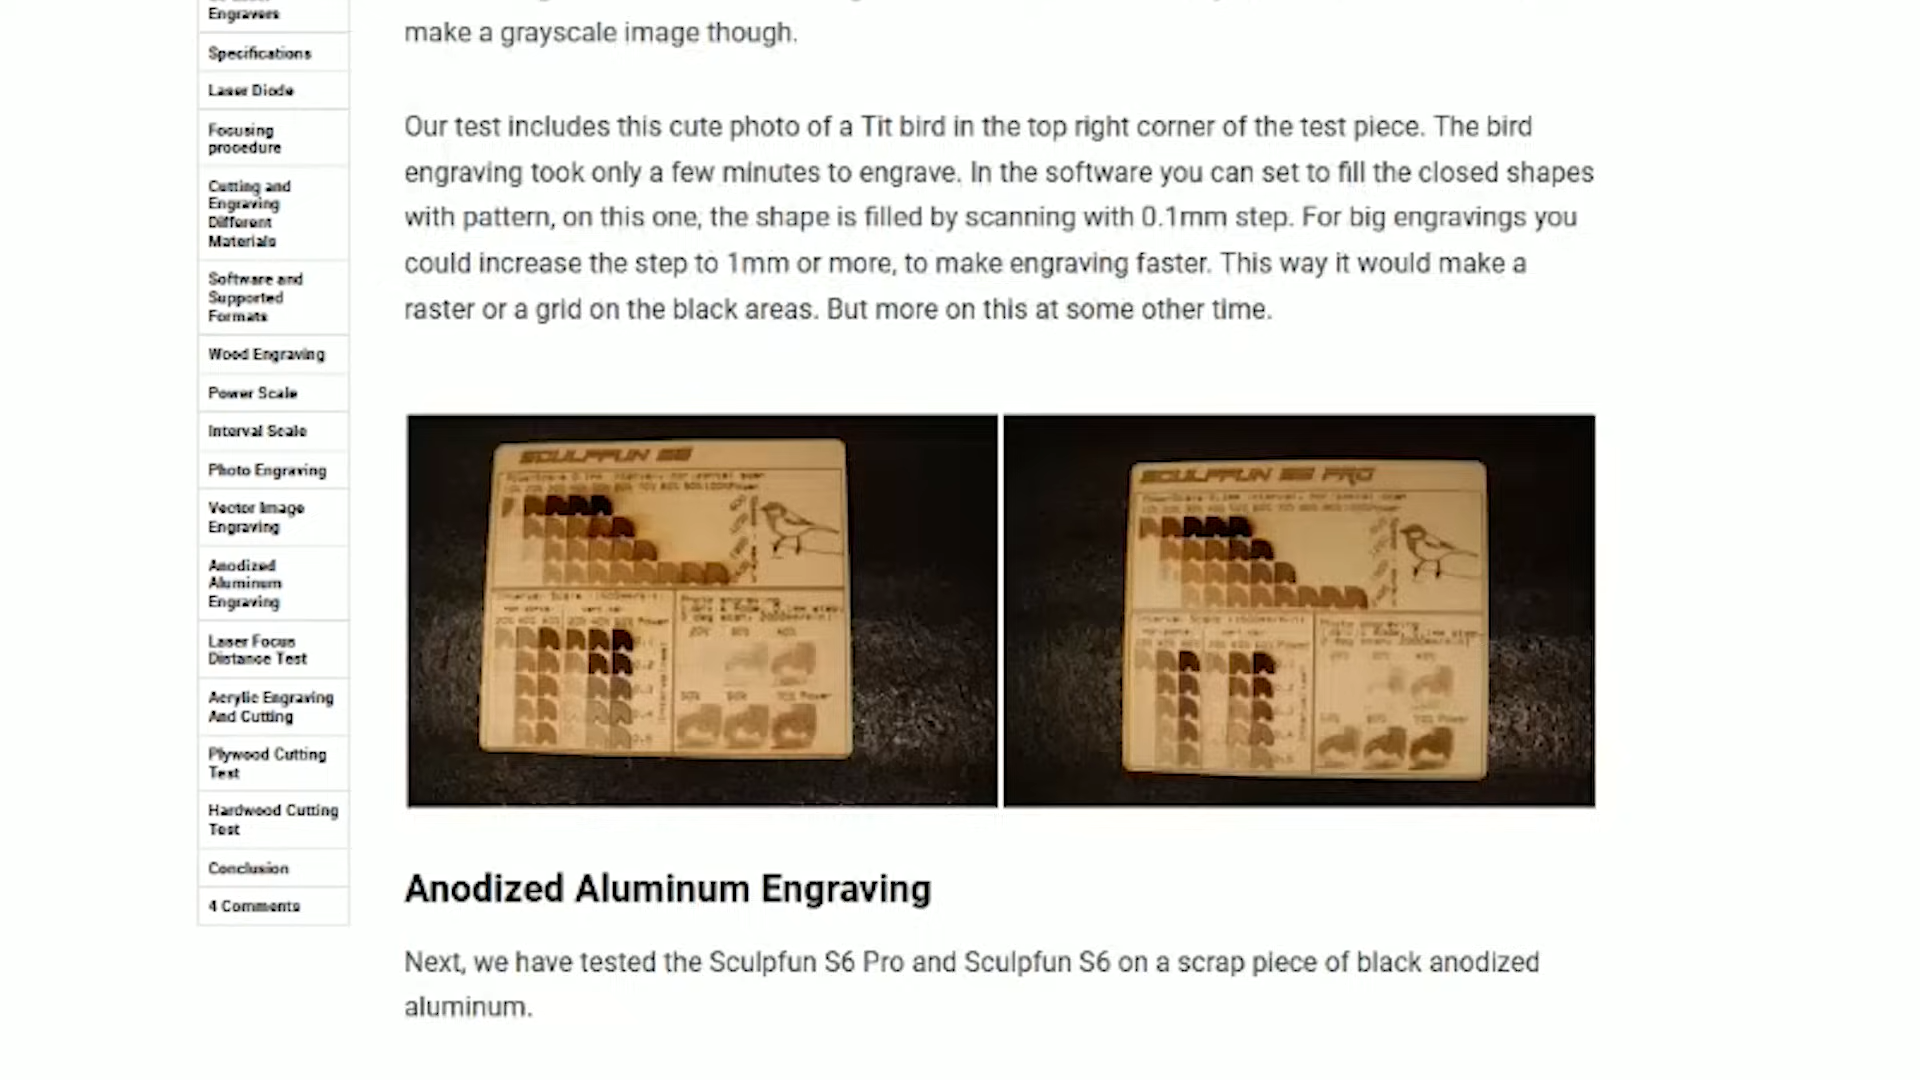 Engravers
Specifications
Laser Diode
Focusing
procedure
Cutting and
Engraving
Different
Materials
Software and
Supported
Formats
Wood Engraving
Power Scale
Interval Scale
Photo Engraving
Vector Image
Engraving
Anodized
Aluminum
Engraving
Laser Focus
Distance Test
Acrylic Engraving
And Cutting
Plywood Cutting
Test
Hardwood Cutting
Test
Conclusion
4 Comments
make a grayscale image though.
Our test includes this cute photo of a Tit bird in the top right corner of the test piece. The bird
engraving took only a few minutes to engrave. In the software you can set to fill the closed shapes
with pattern, on this one, the shape is filled by scanning with 0.1mm step. For big engravings you
could increase the step to 1mm or more, to make engraving faster. This way it would make a
raster or a grid on the black areas. But more on this at some other time.
SCULPFUN S6
SCULPFUN S6 PRO
Anodized Aluminum Engraving
Next, we have tested the Sculpfun S6 Pro and Sculpfun S6 on a scrap piece of black anodized
aluminum.